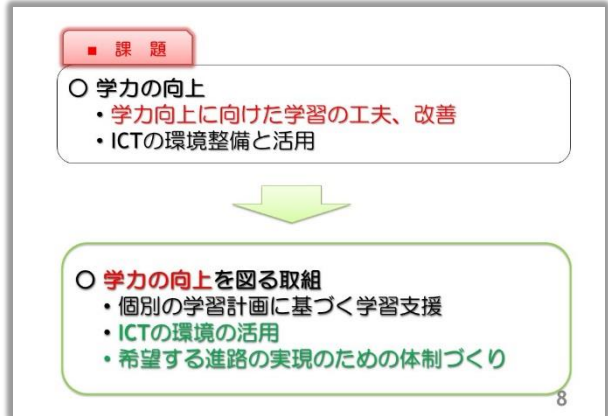 ■ 課 題
○ 学力の向上
・学力向上に向けた学習の工夫、改善
・ICTの環境整備と活用
○ 学力の向上を図る取組
・個別の学習計画に基づく学習支援
・ICTの環境の活用
・希望する進路の実現のための体制づくり
8